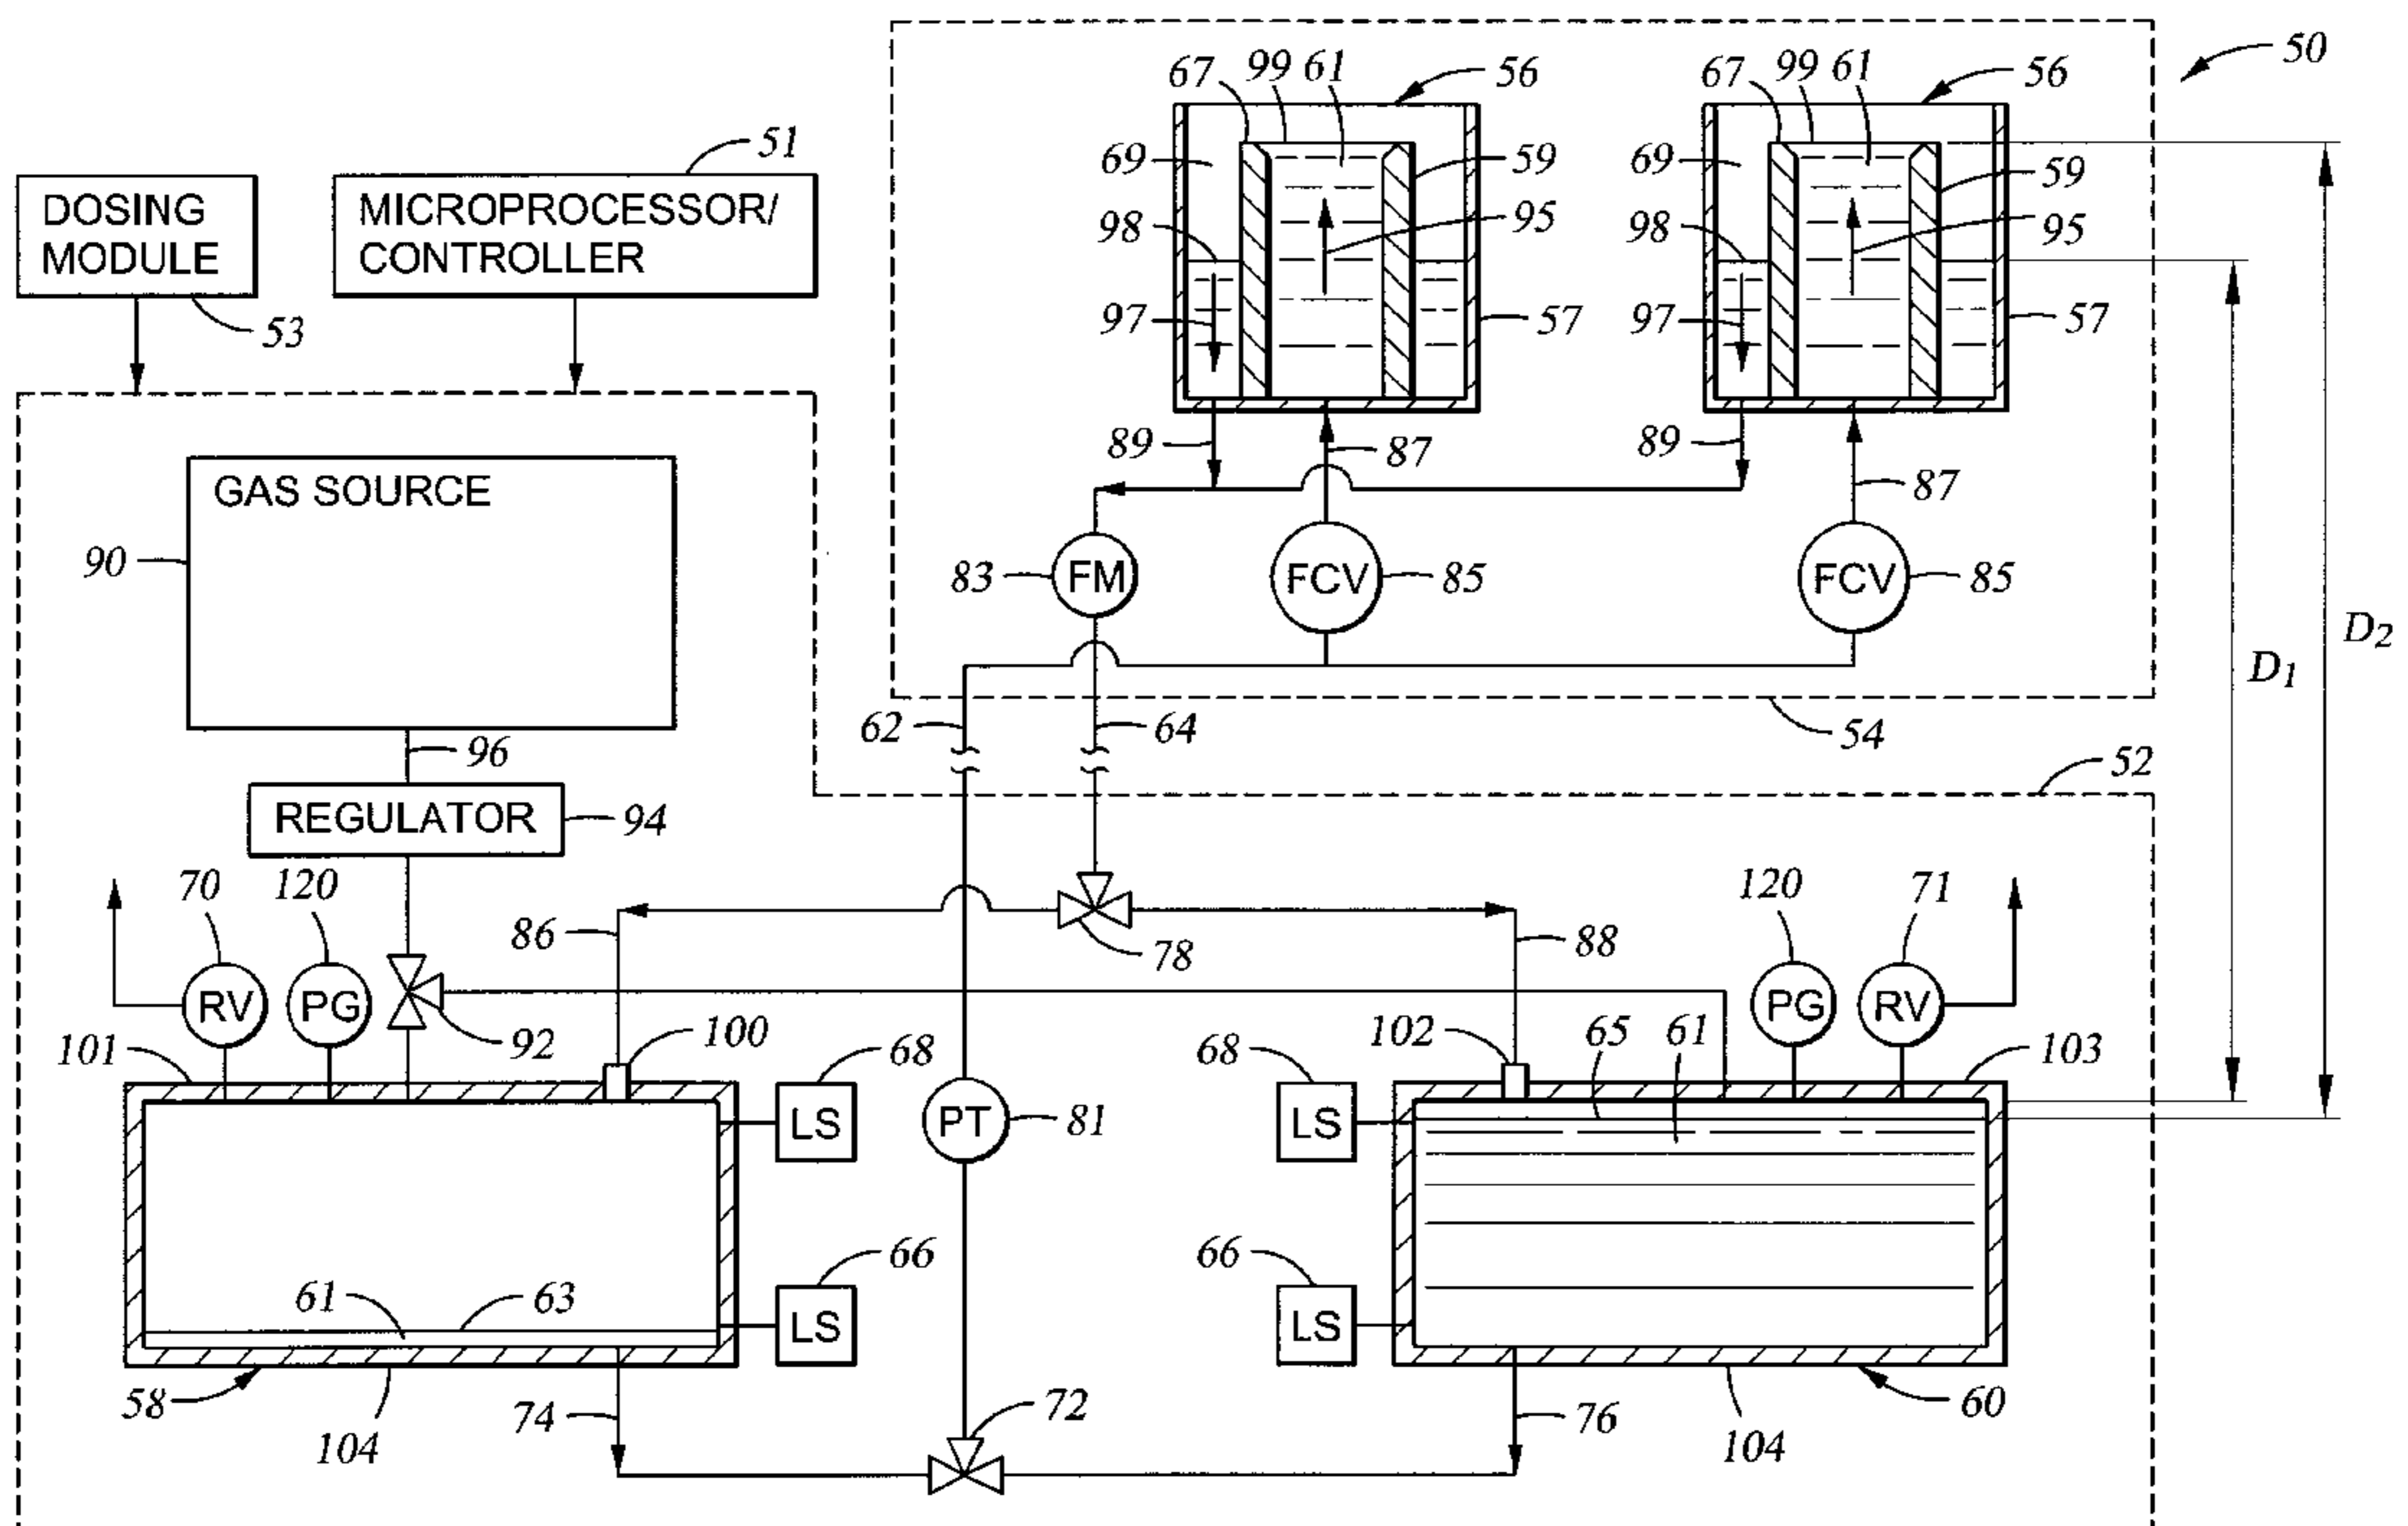 50
67 99 61 56
67 99 61 56
51
DOSING
MODULE
MICROPROCESSOR/
CONTROLLER
69 59
69 59
98 95
98 95
53
97 57
97 57
89 87
89 87
GAS SOURCE
90
83 FM FCV 85
FCV 85
D1
D2
62 64
54
96
52
REGULATOR 94
70 120
120 71
86 78 88
RV PG
PG RV
92 100
101 68
68 102 65 61 103
LS PT 81 LS
66 66
61 63
LS LS
58 74 72 76 60
104 104